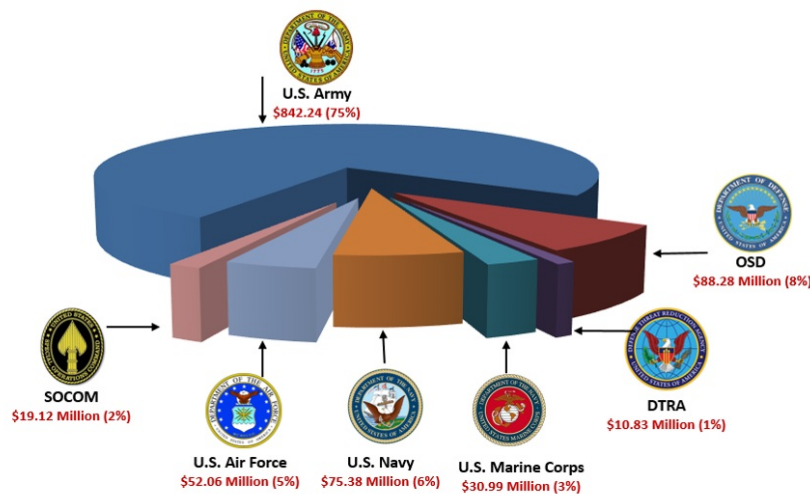 U.S. Army
$842.24 (75%)
OSD
$88.28 Million (8%)
SOCOM
$19.12 Million (2%)
DTRA
$10.83 Million (1%)
U.S. Air Force
$52.06 Million (5%)
U.S. Navy
$75.38 Million (6%)
U.S. Marine Corps
$30.99 Million (3%)